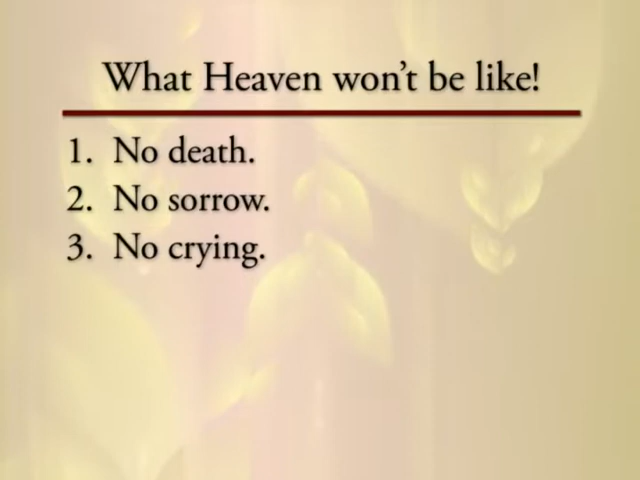 What Heaven won't be like!
1. No death.
2. No sorrow.
3. No crying.